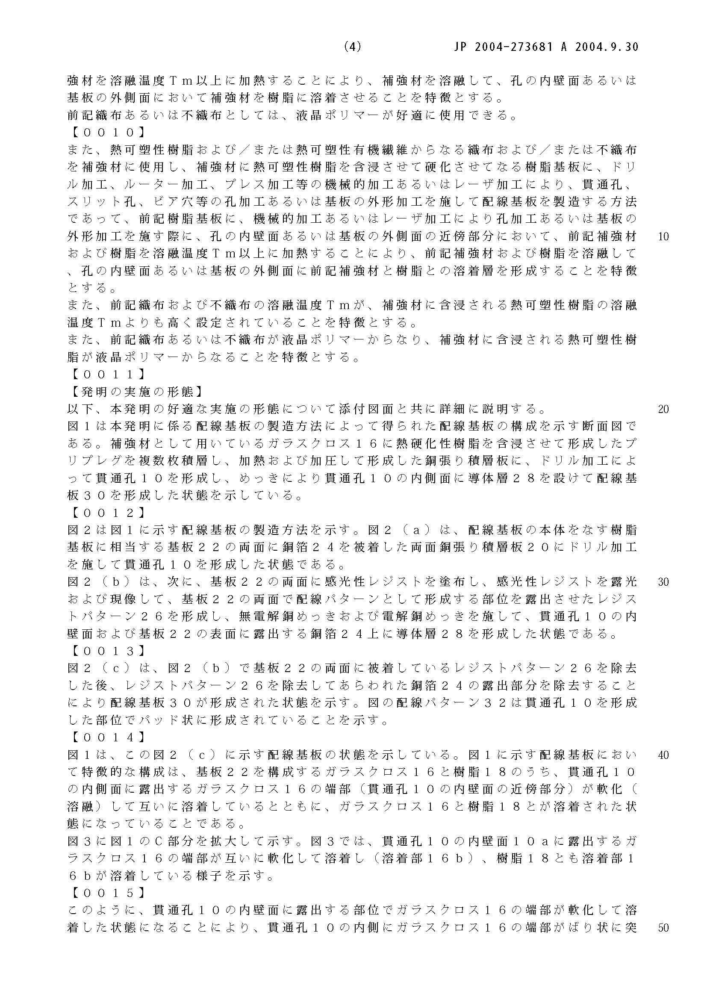 (4) JP 2004-273681 A 2004.9.30
強材を溶融温度Ｔｍ以上に加熱することにより、補強材を溶融して、孔の内壁面あるいは
基板の外側面において補強材を樹脂に溶着させることを特徴とする。
前記織布あるいは不織布としては、液晶ポリマーが好適に使用できる。
【００１０】
また、熱可塑性樹脂および／または熱可塑性有機繊維からなる織布および／または不織布
を補強材に使用し、補強材に熱可塑性樹脂を含浸させて硬化させてなる樹脂基板に、ドリ
ル加工、ルーター加工、プレス加工等の機械的加工あるいはレーザ加工により、貫通孔、
スリット孔、ビア穴等の孔加工あるいは基板の外形加工を施して配線基板を製造する方法
であって、前記樹脂基板に、機械的加工あるいはレーザ加工により孔加工あるいは基板の
外形加工を施す際に、孔の内壁面あるいは基板の外側面の近傍部分において、前記補強材 10
および樹脂を溶融温度Ｔｍ以上に加熱することにより、前記補強材および樹脂を溶融して
、孔の内壁面あるいは基板の外側面に前記補強材と樹脂との溶着層を形成することを特徴
とする。
また、前記織布および不織布の溶融温度Ｔｍが、補強材に含浸される熱可塑性樹脂の溶融
温度Ｔｍよりも高く設定されていることを特徴とする。
また、前記織布あるいは不織布が液晶ポリマーからなり、補強材に含浸される熱可塑性樹
脂が液晶ポリマーからなることを特徴とする。
【００１１】
【発明の実施の形態】
以下、本発明の好適な実施の形態について添付図面と共に詳細に説明する。 20
図１は本発明に係る配線基板の製造方法によって得られた配線基板の構成を示す断面図で
ある。補強材として用いているガラスクロス１６に熱硬化性樹脂を含浸させて形成したプ
リプレグを複数枚積層し、加熱および加圧して形成した銅張り積層板に、ドリル加工によ
って貫通孔１０を形成し、めっきにより貫通孔１０の内側面に導体層２８を設けて配線基
板３０を形成した状態を示している。
【００１２】
図２は図１に示す配線基板の製造方法を示す。図２（ａ）は、配線基板の本体をなす樹脂
基板に相当する基板２２の両面に銅箔２４を被着した両面銅張り積層板２０にドリル加工
を施して貫通孔１０を形成した状態である。
図２（ｂ）は、次に、基板２２の両面に感光性レジストを塗布し、感光性レジストを露光 30
および現像して、基板２２の両面で配線パターンとして形成する部位を露出させたレジス
トパターン２６を形成し、無電解銅めっきおよび電解銅めっきを施して、貫通孔１０の内
壁面および基板２２の表面に露出する銅箔２４上に導体層２８を形成した状態である。
【００１３】
図２（ｃ）は、図２（ｂ）で基板２２の両面に被着しているレジストパターン２６を除去
した後、レジストパターン２６を除去してあらわれた銅箔２４の露出部分を除去すること
により配線基板３０が形成された状態を示す。図の配線パターン３２は貫通孔１０を形成
した部位でパッド状に形成されていることを示す。
【００１４】
図１は、この図２（ｃ）に示す配線基板の状態を示している。図１に示す配線基板におい 40
て特徴的な構成は、基板２２を構成するガラスクロス１６と樹脂１８のうち、貫通孔１０
の内側面に露出するガラスクロス１６の端部（貫通孔１０の内壁面の近傍部分）が軟化（
溶融）して互いに溶着しているとともに、ガラスクロス１６と樹脂１８とが溶着された状
態になっていることである。
図３に図１のＣ部分を拡大して示す。図３では、貫通孔１０の内壁面１０ａに露出するガ
ラスクロス１６の端部が互いに軟化して溶着し（溶着部１６ｂ）、樹脂１８とも溶着部１
６ｂが溶着している様子を示す。
【００１５】
このように、貫通孔１０の内壁面に露出する部位でガラスクロス１６の端部が軟化して溶
着した状態になることにより、貫通孔１０の内側にガラスクロス１６の端部がばり状に突 50